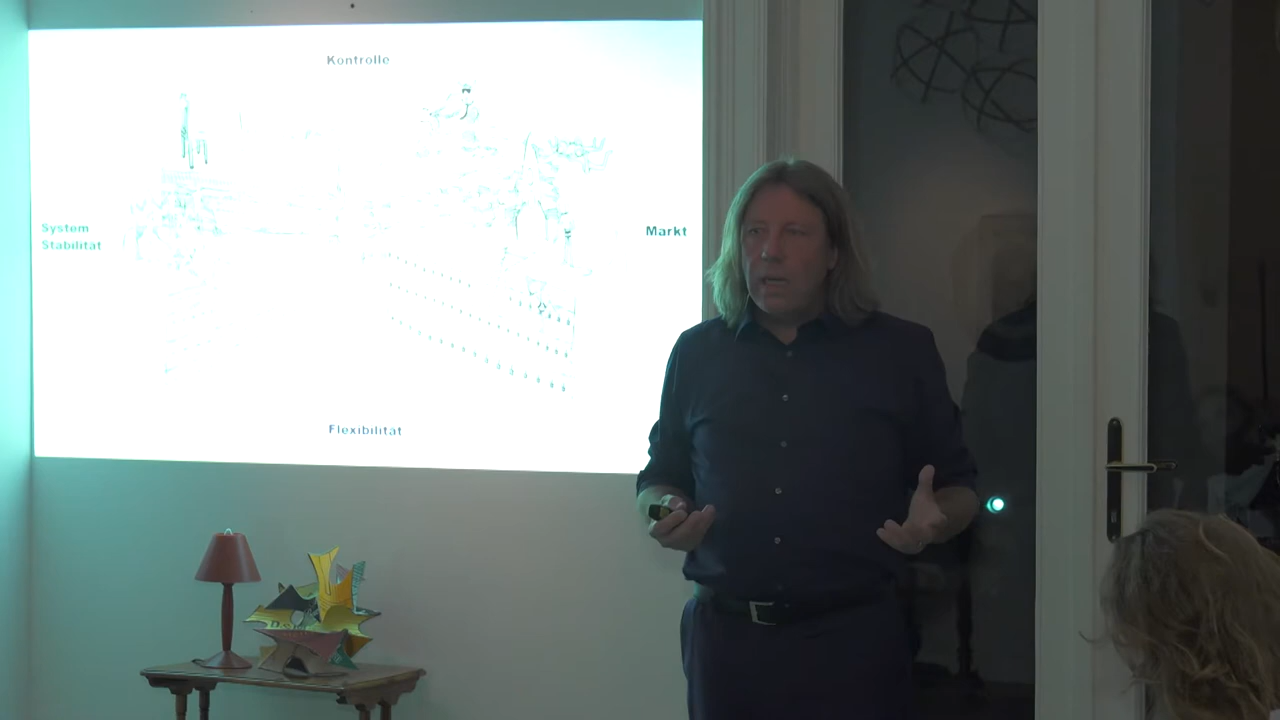 Kontrolle
System
Stabilität
Markt
Flexibilität